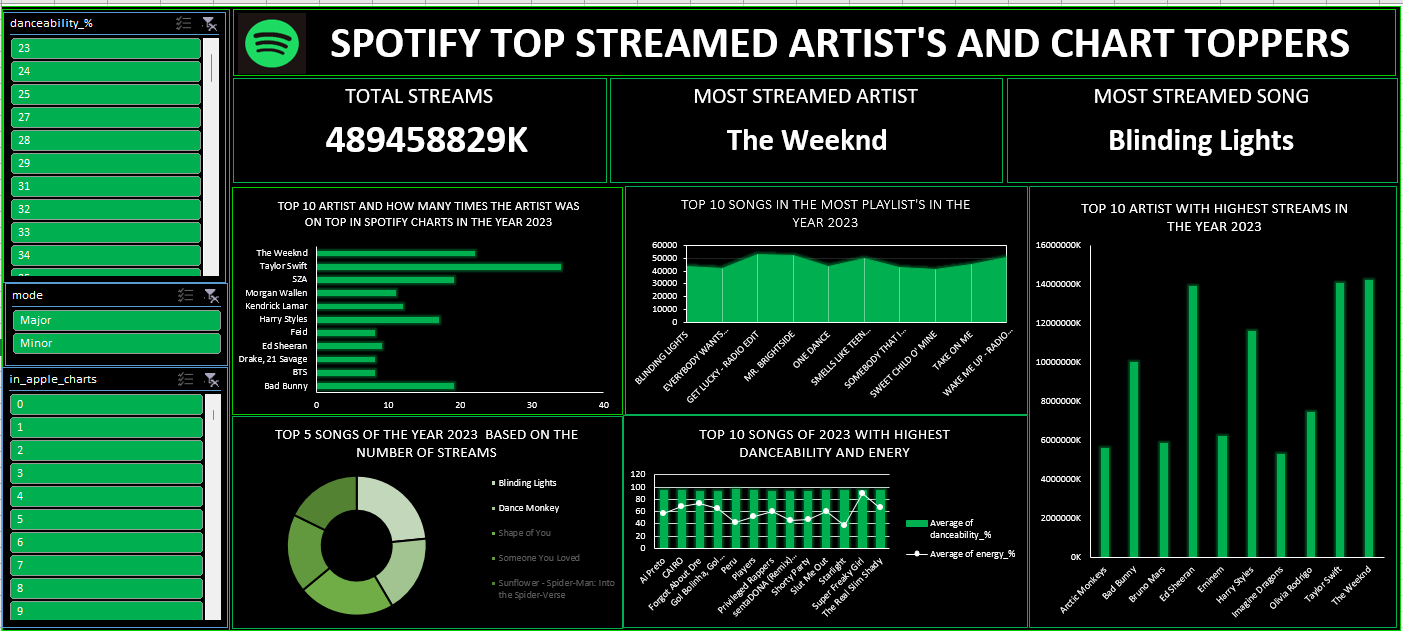 danceability_%
23
24
25
27
28
29
31
32
33
34
mode
Major
Minor
in_apple_charts
0
1
2
3
4
5
6
7
8
9
SPOTIFY TOP STREAMED ARTIST'S AND CHART TOPPERS
TOTAL STREAMS
489458829K
MOST STREAMED ARTIST
The Weeknd
MOST STREAMED SONG
Blinding Lights
TOP 10 ARTIST AND HOW MANY TIMES THE ARTIST WAS
ON TOP IN SPOTIFY CHARTS IN THE YEAR 2023
The Weeknd
Taylor Swift
SZA
Morgan Wallen
Kendrick Lamar
Harry Styles
Feid
Ed Sheeran
Drake, 21 Savage
BTS
Bad Bunny
0 10 20 30 40
TOP 10 SONGS IN THE MOST PLAYLIST'S IN THE
YEAR 2023
60000
50000
40000
30000
20000
10000
0
BLINDING LIGHTS
EVERYBODY WANTS…
GET LUCKY - RADIO EDIT
MR. BRIGHTSIDE
ONE DANCE
SMELLS LIKE TEEN…
SOMEBODY THAT I…
SWEET CHILD O' MINE
TAKE ON ME
WAKE ME UP - RADIO…
TOP 10 ARTIST WITH HIGHEST STREAMS IN
THE YEAR 2023
16000000K
14000000K
12000000K
10000000K
8000000K
6000000K
4000000K
2000000K
0K
Arctic Monkeys
Bad Bunny
Bruno Mars
Ed Sheeran
Eminem
Harry Styles
Imagine Dragons
Olivia Rodrigo
Taylor Swift
The Weeknd
TOP 5 SONGS OF THE YEAR 2023 BASED ON THE
NUMBER OF STREAMS
Blinding Lights
Dance Monkey
Shape of You
Someone You Loved
Sunflower - Spider-Man: Into
the Spider-Verse
TOP 10 SONGS OF 2023 WITH HIGHEST
DANCEABILITY AND ENERY
120
100
80
60
40
20
0
Ai Preto
CAIRO
Forgot About Dre
Gol Bolinha, Gol…
Peru
Players
Privileged Rappers
sentaDONA (Remix)…
Shorty Party
Slut Me Out
Starlight
Super Freaky Girl
The Real Slim Shady
Average of
danceability_%
Average of energy_%